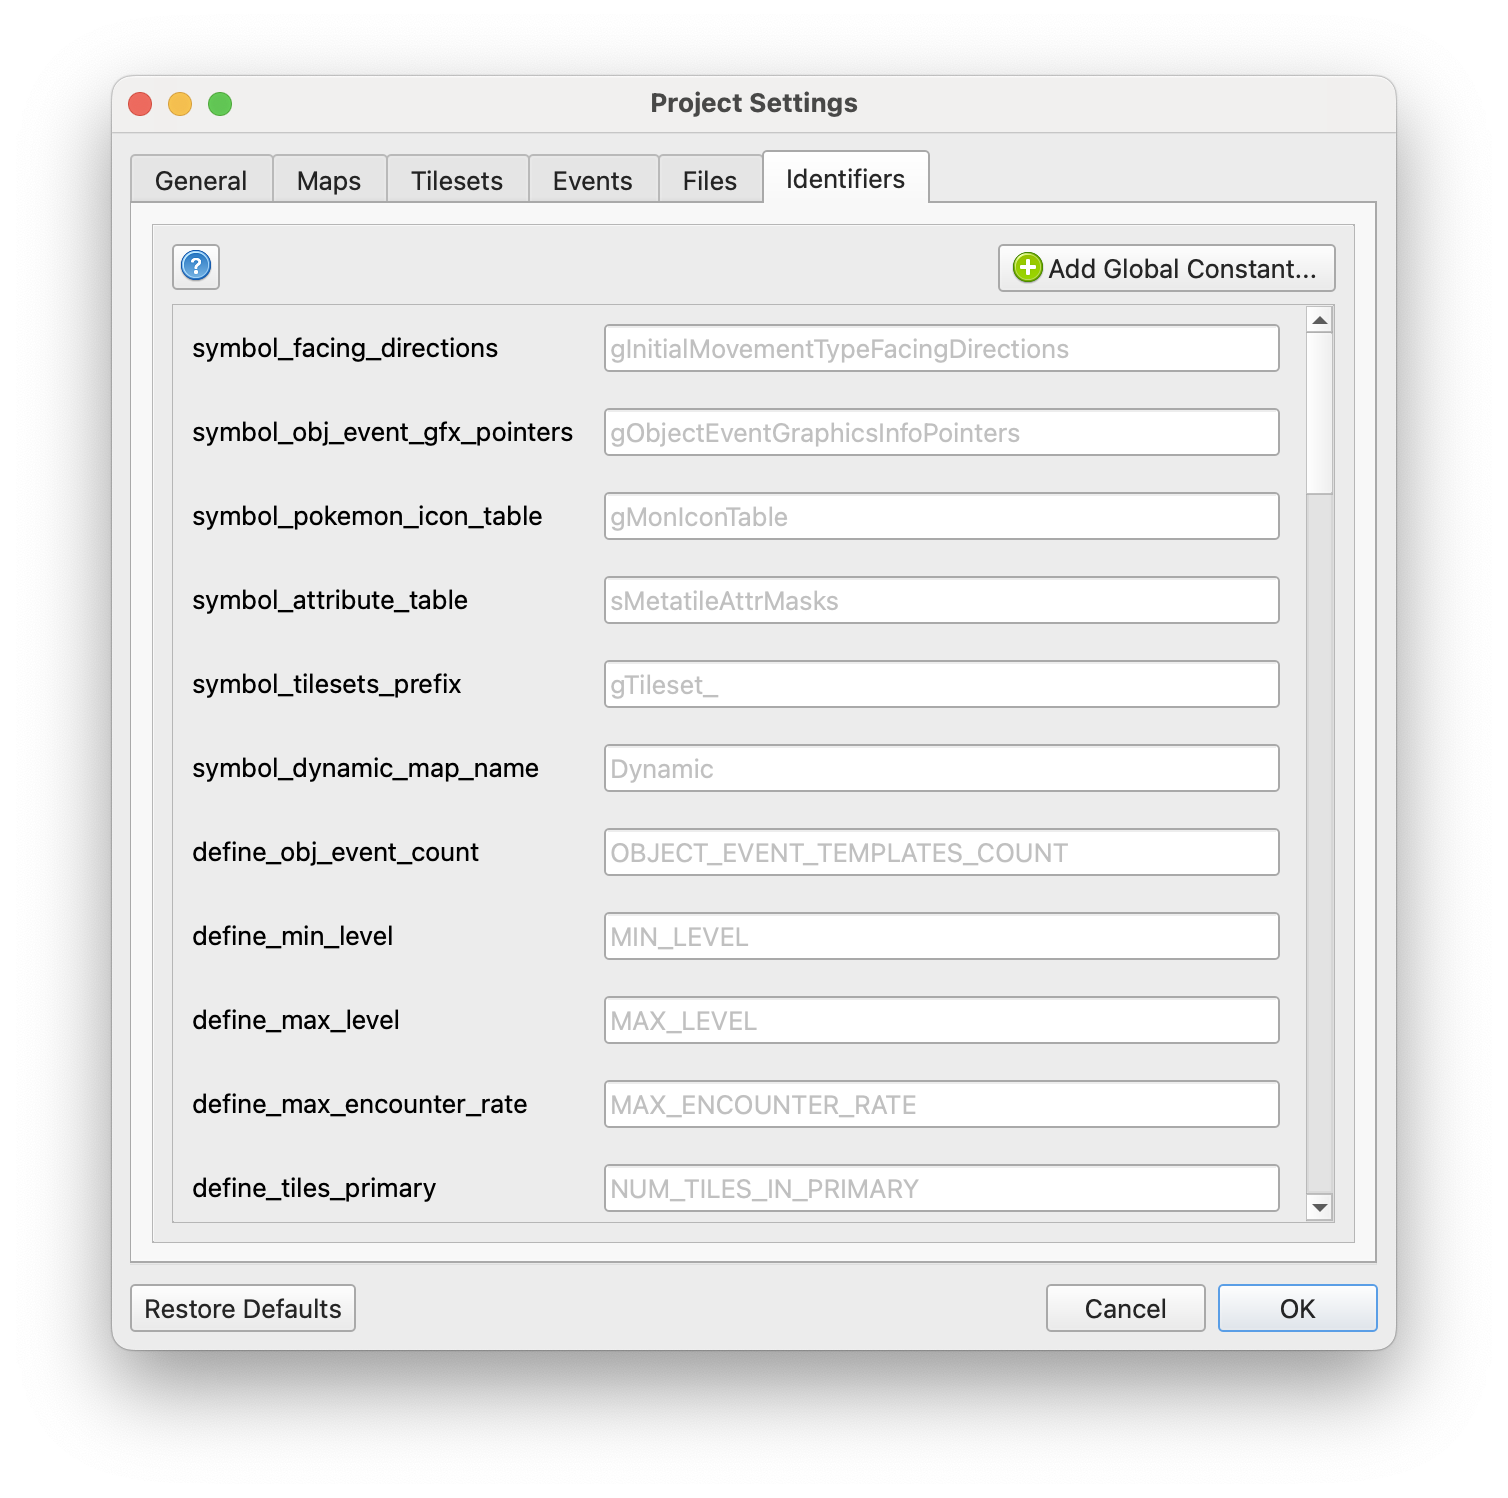 Project Settings
General Maps Tilesets Events Files Identifiers
? Add Global Constant...
symbol_facing_directions gInitialMovementTypeFacingDirections
symbol_obj_event_gfx_pointers gObjectEventGraphicsInfoPointers
symbol_pokemon_icon_table gMonIconTable
symbol_attribute_table sMetatileAttrMasks
symbol_tilesets_prefix gTileset_
symbol_dynamic_map_name Dynamic
define_obj_event_count OBJECT_EVENT_TEMPLATES_COUNT
define_min_level MIN_LEVEL
define_max_level MAX_LEVEL
define_max_encounter_rate MAX_ENCOUNTER_RATE
define_tiles_primary NUM_TILES_IN_PRIMARY
Restore Defaults Cancel OK